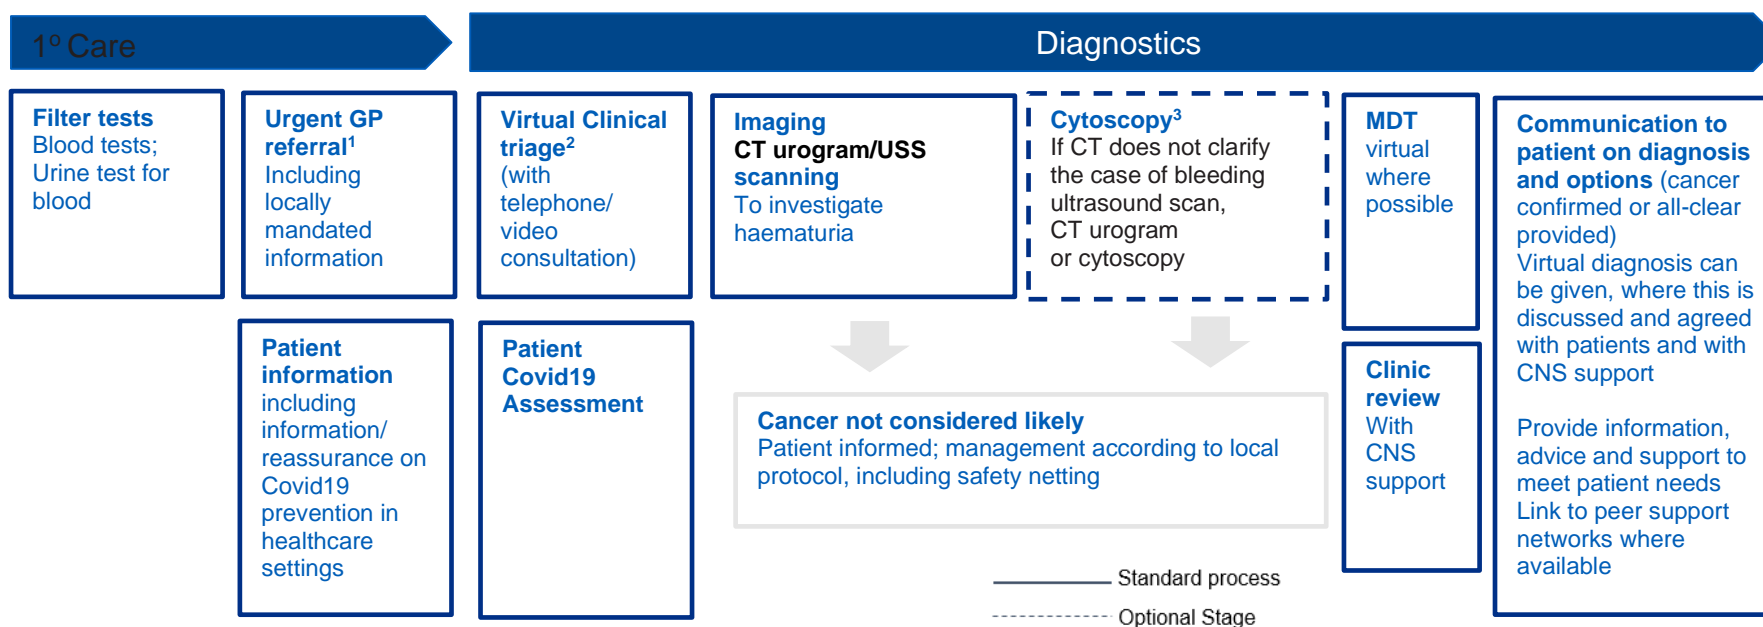 1º Care
Diagnostics
Filter tests
Blood tests;
Urine test for
blood
Urgent GP
referral¹
Including
locally
mandated
information
Patient
information
including
information/
reassurance on
Covid19
prevention in
healthcare
settings
Virtual Clinical
triage²
(with
telephone/
video
consultation)
Patient
Covid19
Assessment
Imaging
CT urogram/USS
scanning
To investigate
haematuria
Cytoscopy³
If CT does not clarify
the case of bleeding
ultrasound scan,
CT urogram
or cytoscopy
Cancer not considered likely
Patient informed; management according to local
protocol, including safety netting
MDT
virtual
where
possible
Clinic
review
With
CNS
support
Communication to
patient on diagnosis
and options (cancer
confirmed or all-clear
provided)
Virtual diagnosis can
be given, where this is
discussed and agreed
with patients and with
CNS support
Provide information,
advice and support to
meet patient needs
Link to peer support
networks where
available
Standard process
Optional Stage